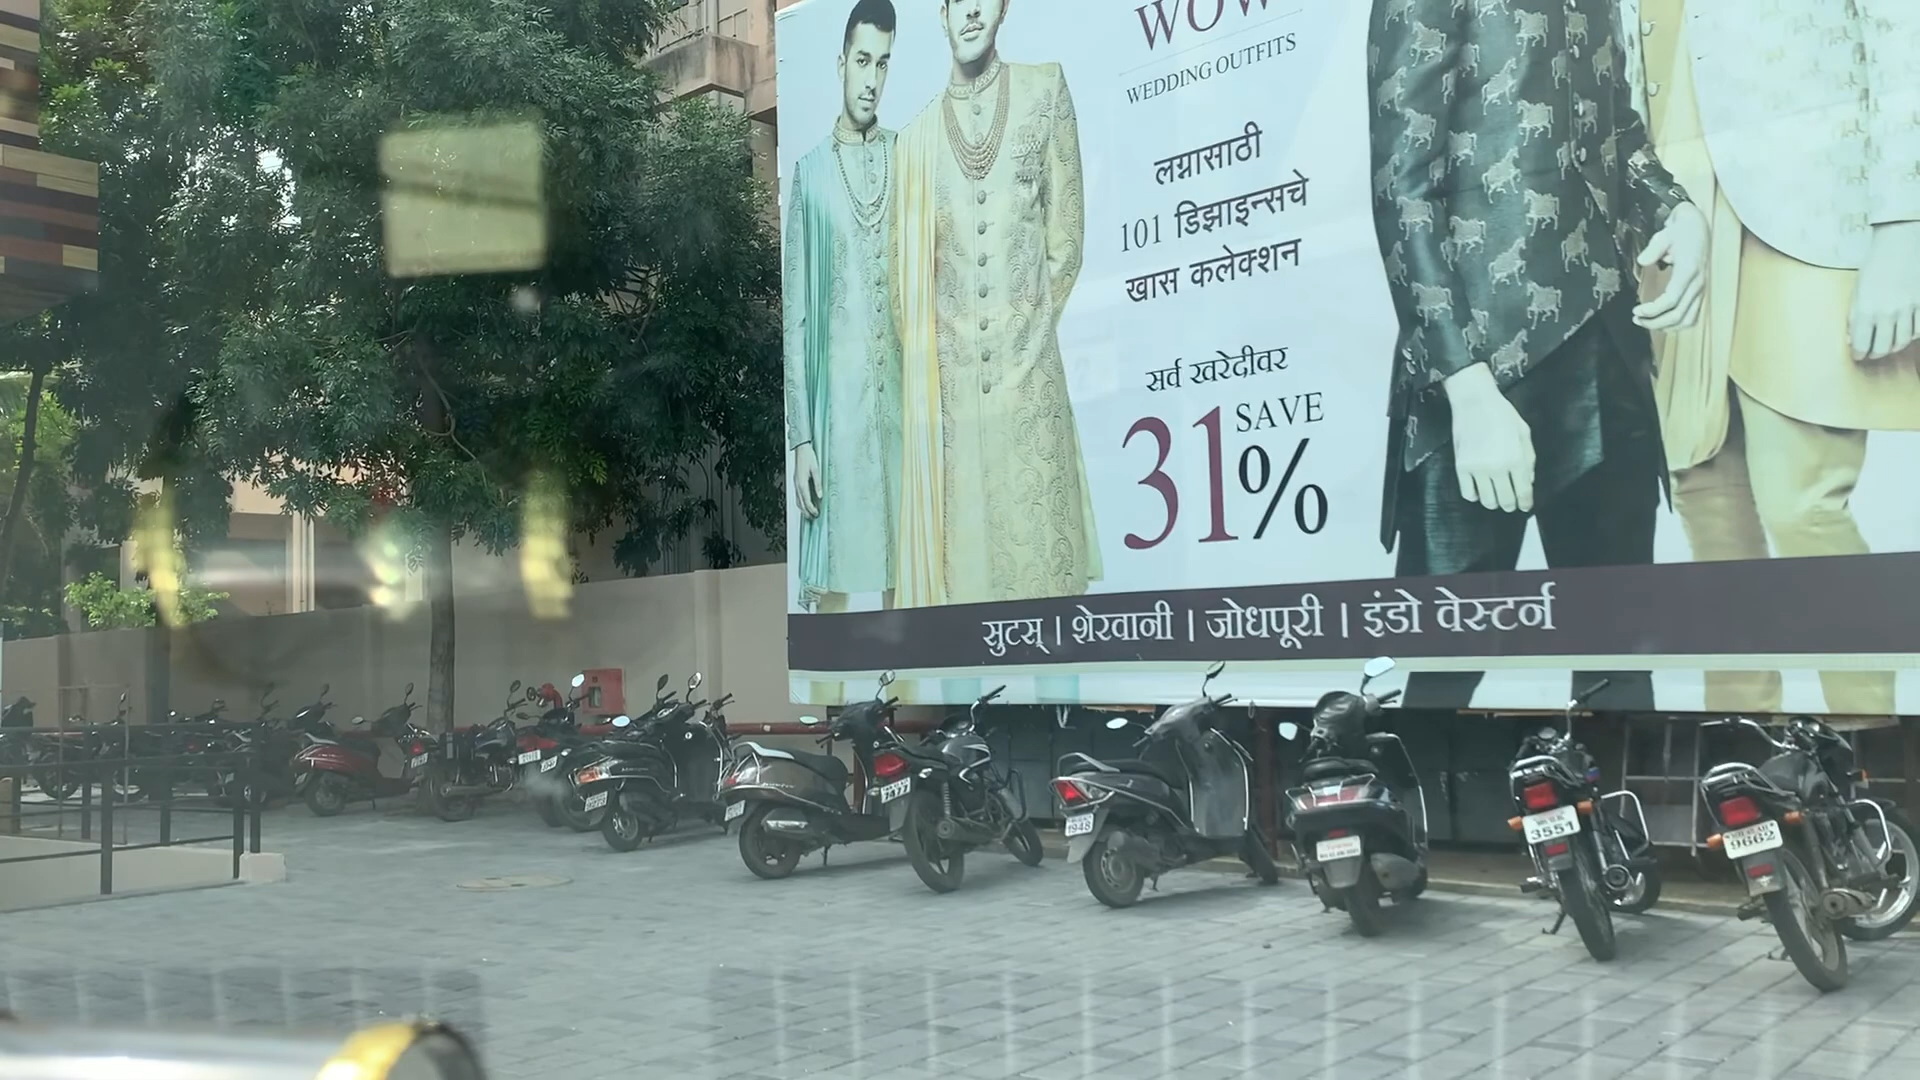 WOW
WEDDING OUTFITS
लग्नासाठी
101 डिझाइन्सचे
खास कलेक्शन
सर्व खरेदीवर
SAVE
31%
सुटस् | शेरवानी | जोधपूरी | इंडो वेस्टर्न
7477
1948
3551
9662